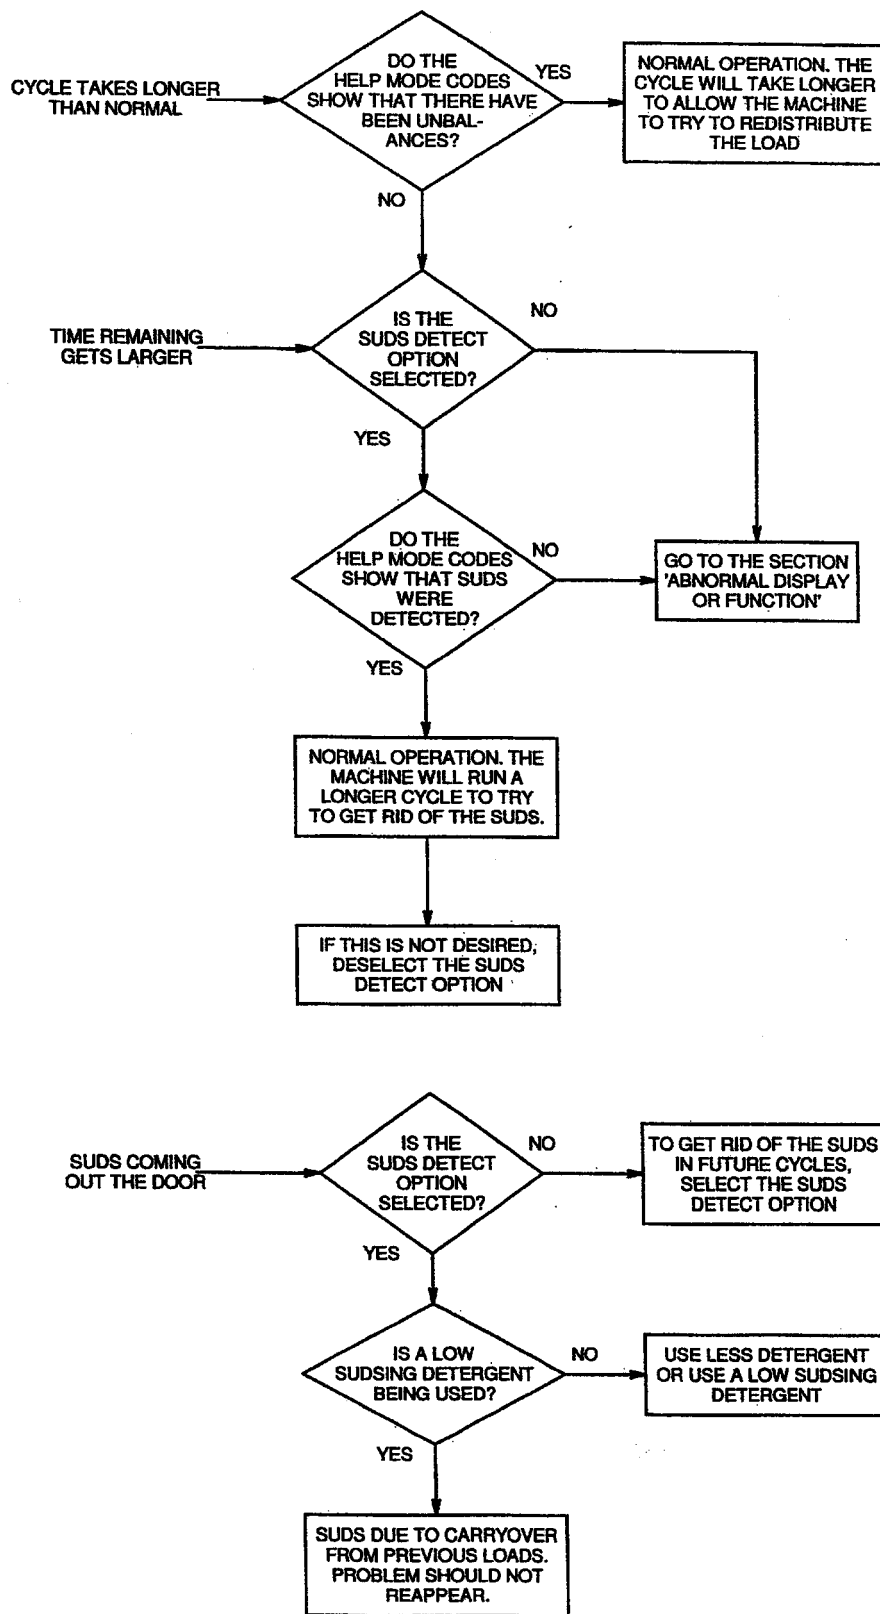 CYCLE TAKES LONGER
THAN NORMAL
DO THE
HELP MODE CODES
SHOW THAT THERE HAVE
BEEN UNBAL-
ANCES?
YES
NORMAL OPERATION. THE
CYCLE WILL TAKE LONGER
TO ALLOW THE MACHINE
TO TRY TO REDISTRIBUTE
THE LOAD
NO
TIME REMAINING
GETS LARGER
IS THE
SUDS DETECT
OPTION
SELECTED?
NO
YES
DO THE
HELP MODE CODES
SHOW THAT SUDS
WERE
DETECTED?
NO
GO TO THE SECTION
'ABNORMAL DISPLAY
OR FUNCTION'
YES
NORMAL OPERATION. THE
MACHINE WILL RUN A
LONGER CYCLE TO TRY
TO GET RID OF THE SUDS.
IF THIS IS NOT DESIRED,
DESELECT THE SUDS
DETECT OPTION
SUDS COMING
OUT THE DOOR
IS THE
SUDS DETECT
OPTION
SELECTED?
NO
TO GET RID OF THE SUDS
IN FUTURE CYCLES,
SELECT THE SUDS
DETECT OPTION
YES
IS A LOW
SUDSING DETERGENT
BEING USED?
NO
USE LESS DETERGENT
OR USE A LOW SUDSING
DETERGENT
YES
SUDS DUE TO CARRYOVER
FROM PREVIOUS LOADS.
PROBLEM SHOULD NOT
REAPPEAR.